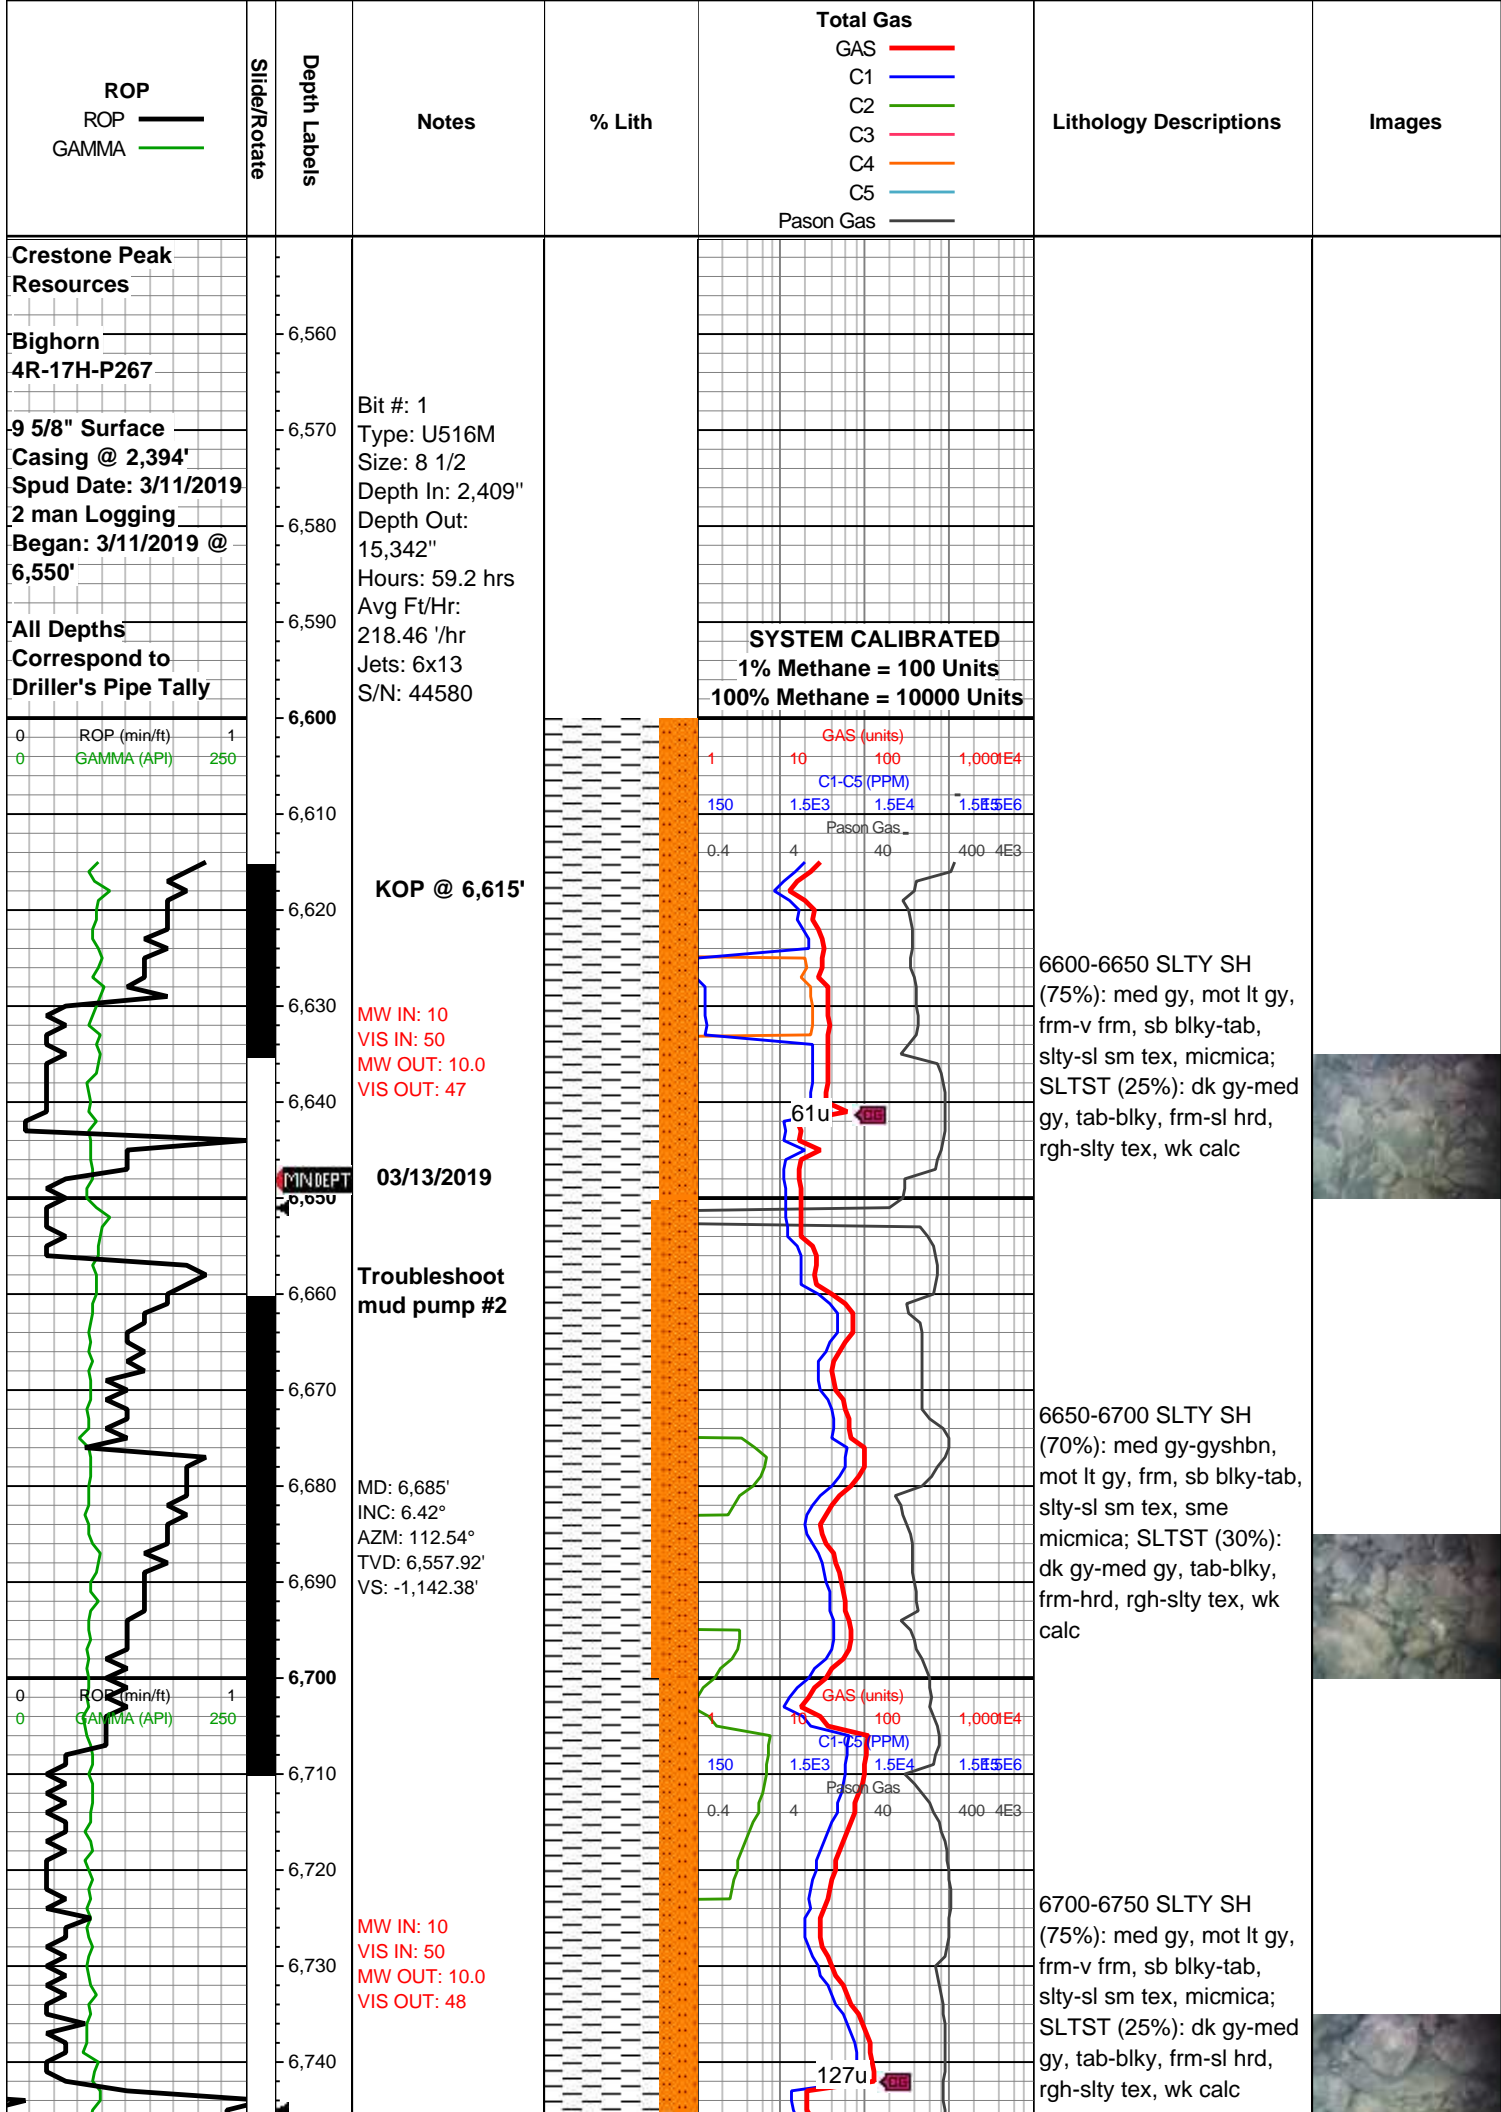 ROP
ROP
GAMMA
Slide/Rotate
Depth Labels
Notes
% Lith
Total Gas
GAS
C1
C2
C3
C4
C5
Pason Gas
Lithology Descriptions
Images
Crestone Peak
Resources
Bighorn
4R-17H-P267
9 5/8" Surface
Casing @ 2,394'
Spud Date: 3/11/2019
2 man Logging
Began: 3/11/2019 @
6,550'
All Depths
Correspond to
Driller's Pipe Tally
6,560
6,570
6,580
6,590
6,600
Bit #: 1
Type: U516M
Size: 8 1/2
Depth In: 2,409"
Depth Out:
15,342"
Hours: 59.2 hrs
Avg Ft/Hr:
218.46 '/hr
Jets: 6x13
S/N: 44580
SYSTEM CALIBRATED
1% Methane = 100 Units
100% Methane = 10000 Units
0 ROP (min/ft) 1
0 GAMMA (API) 250
GAS (units)
1 10 100 1,000 1E4
C1-C5 (PPM)
150 1.5E3 1.5E4 1.5E5 1.5E6
Pason Gas
0.4 4 40 400 4E3
6,610
6,620
6,630
6,640
6,650
6,660
6,670
6,680
6,690
6,700
KOP @ 6,615'
MW IN: 10
VIS IN: 50
MW OUT: 10.0
VIS OUT: 47
61u
CG
MN DEPT
03/13/2019
Troubleshoot
mud pump #2
MD: 6,685'
INC: 6.42°
AZM: 112.54°
TVD: 6,557.92'
VS: -1,142.38'
6600-6650 SLTY SH
(75%): med gy, mot lt gy,
frm-v frm, sb blky-tab,
slty-sl sm tex, micmica;
SLTST (25%): dk gy-med
gy, tab-blky, frm-sl hrd,
rgh-slty tex, wk calc
6650-6700 SLTY SH
(70%): med gy-gyshbn,
mot lt gy, frm, sb blky-tab,
slty-sl sm tex, sme
micmica; SLTST (30%):
dk gy-med gy, tab-blky,
frm-hrd, rgh-slty tex, wk
calc
0 ROP (min/ft) 1
0 GAMMA (API) 250
GAS (units)
1 10 100 1,000 1E4
C1-C5 (PPM)
150 1.5E3 1.5E4 1.5E5 1.5E6
Pason Gas
0.4 4 40 400 4E3
6,710
6,720
6,730
6,740
MW IN: 10
VIS IN: 50
MW OUT: 10.0
VIS OUT: 48
127u
CG
6700-6750 SLTY SH
(75%): med gy, mot lt gy,
frm-v frm, sb blky-tab,
slty-sl sm tex, micmica;
SLTST (25%): dk gy-med
gy, tab-blky, frm-sl hrd,
rgh-slty tex, wk calc